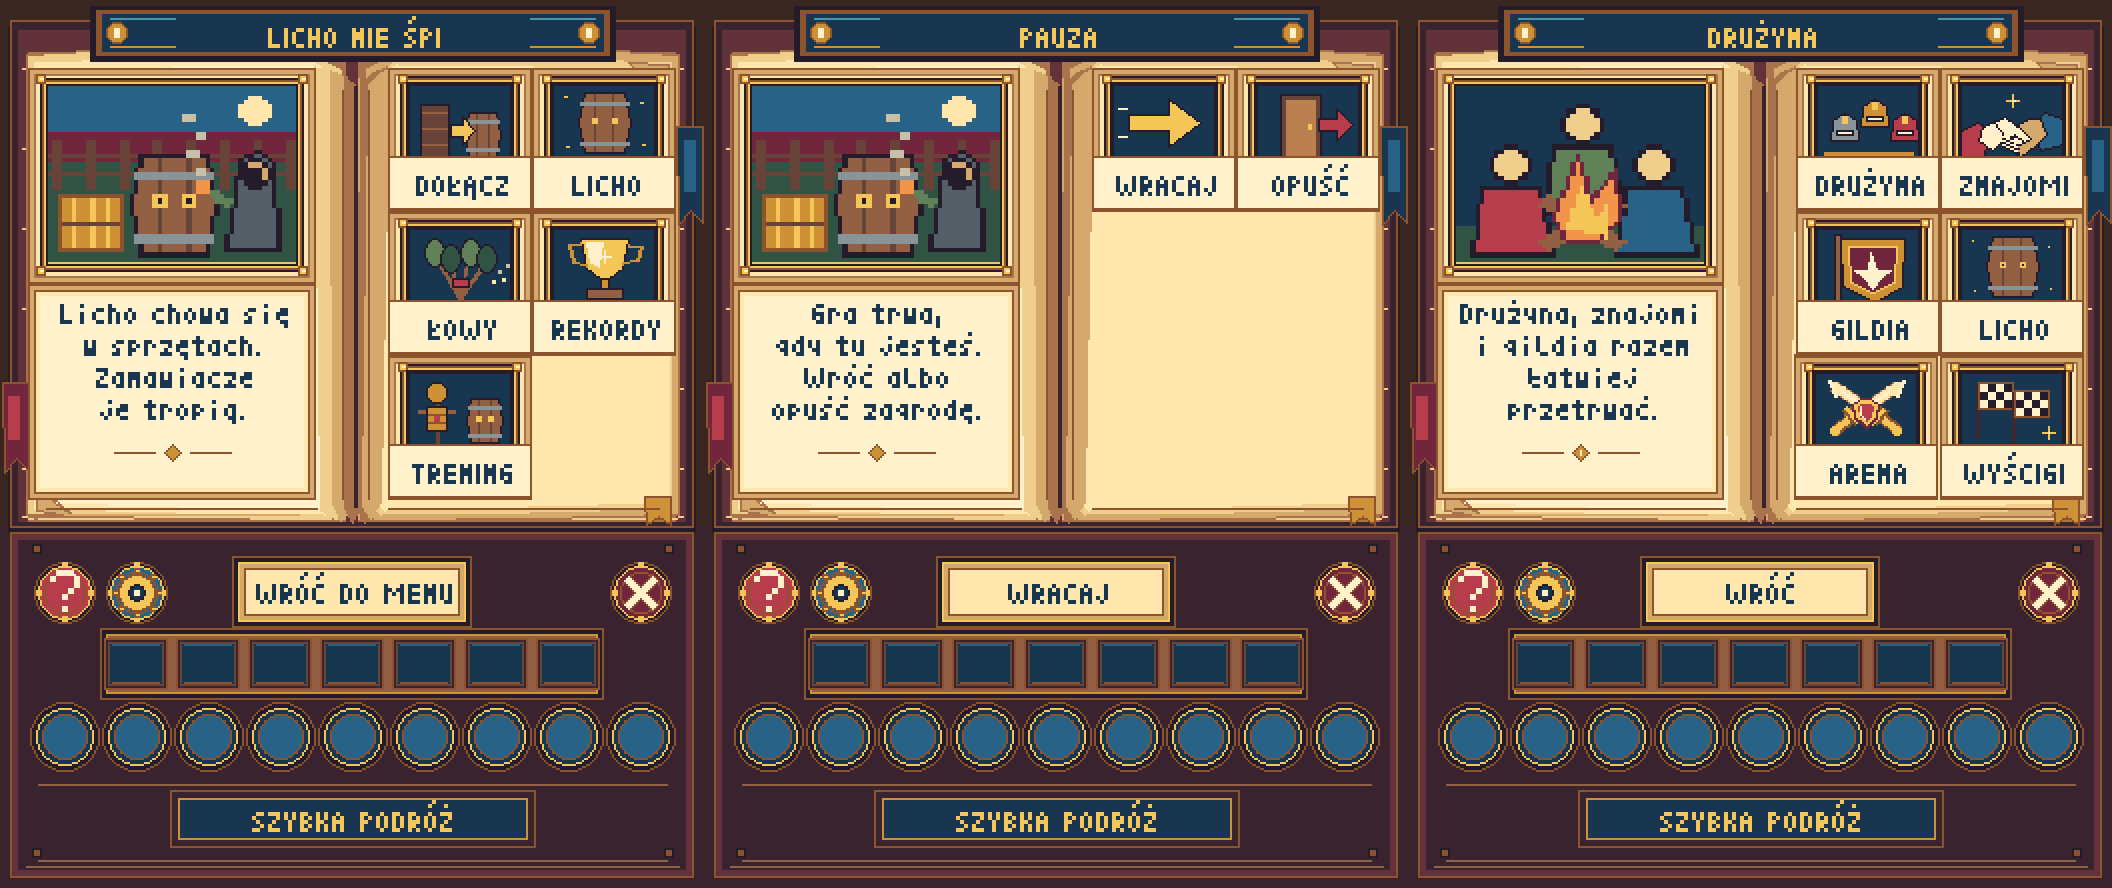 LICHO NIE ŚPI
DOŁĄCZ
LICHO
ŁOWY
REKORDY
TRENING
Licho chowa się
w sprzętach.
Zamawiacze
je tropią.
?
WRÓĆ DO MENU
SZYBKA PODRÓŻ
PAUZA
WRACAJ
OPUŚĆ
Gra trwa,
gdy tu jesteś.
Wróć albo
opuść zagrodę.
?
WRACAJ
SZYBKA PODRÓŻ
DRUŻYNA
DRUŻYNA
ZNAJOMI
GILDIA
LICHO
ARENA
WYŚCIGI
Drużyna, znajomi
i gildia razem
łatwiej
przetrwać.
?
WRÓĆ
SZYBKA PODRÓŻ